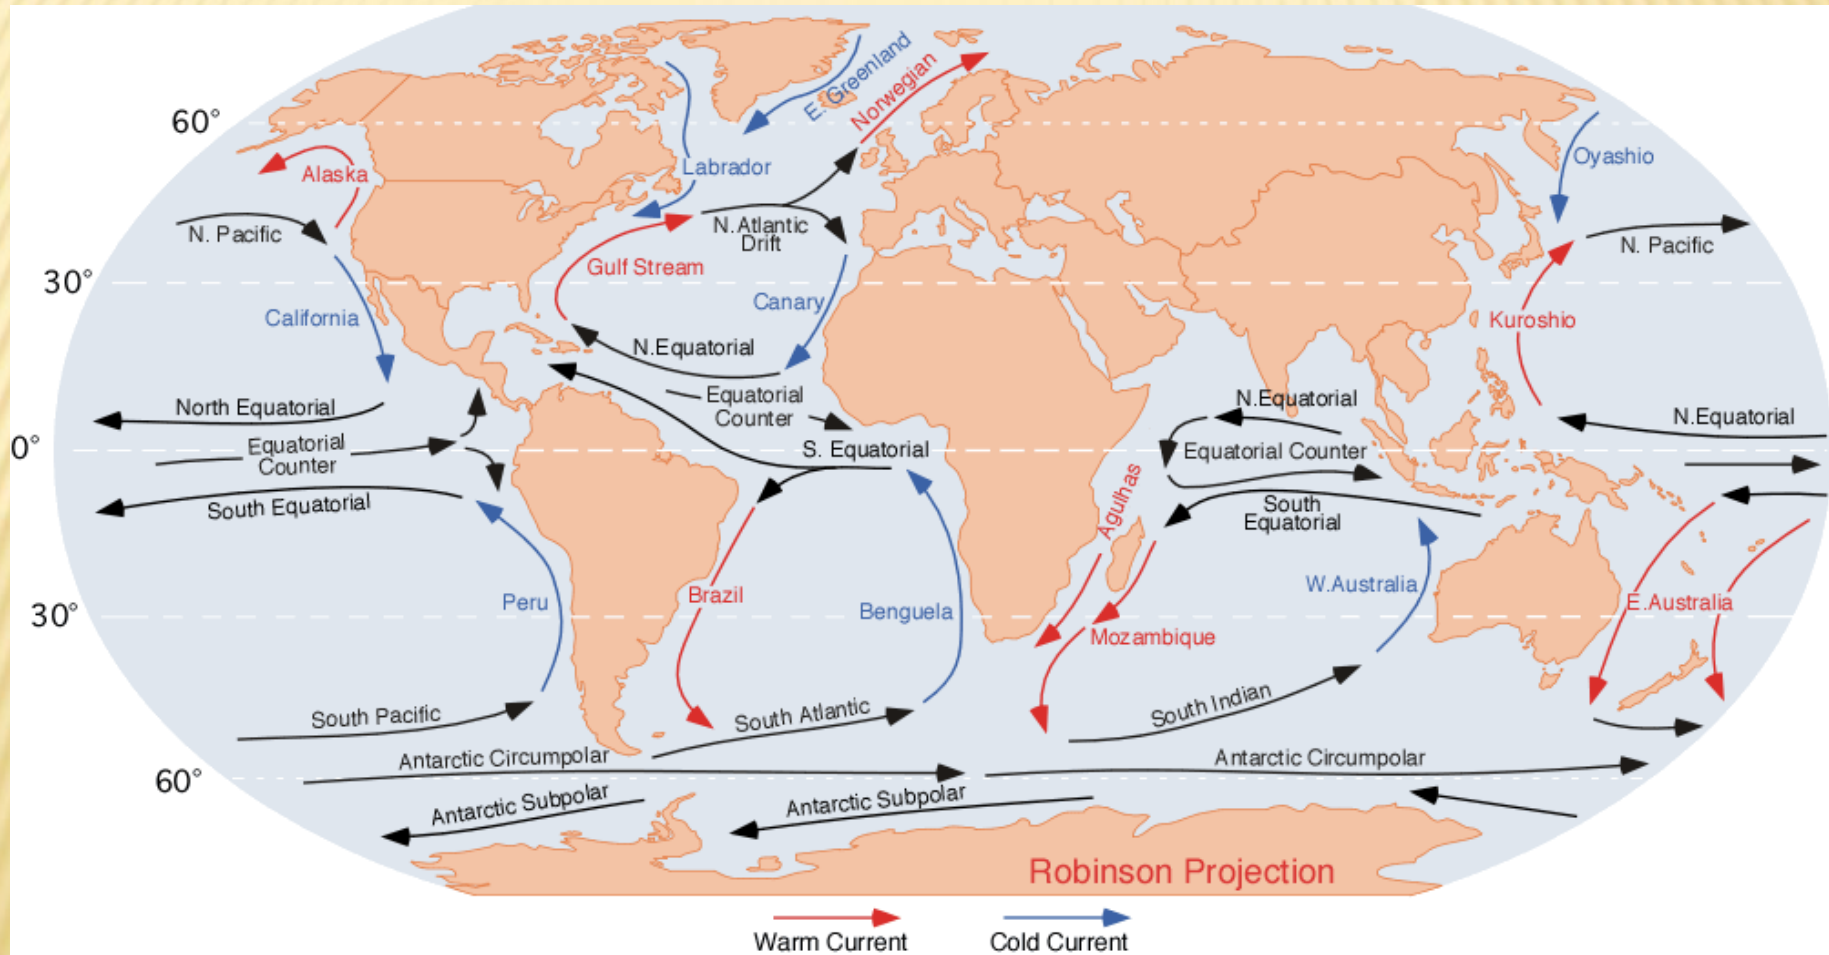 E. Greenland
Norwegian
60°
Labrador
Oyashio
Alaska
N. Pacific
N.Atlantic
Drift
N. Pacific
Gulf Stream
30°
California
Canary
Kuroshio
N.Equatorial
Equatorial
Counter
N.Equatorial
North Equatorial
N.Equatorial
0°
Equatorial
Counter
S. Equatorial
Equatorial Counter
South Equatorial
Agulhas
South
Equatorial
Peru
Brazil
Benguela
W.Australia
E.Australia
30°
Mozambique
South Pacific
South Atlantic
South Indian
Antarctic Circumpolar
Antarctic Circumpolar
60°
Antarctic Subpolar
Antarctic Subpolar
Robinson Projection
Warm Current
Cold Current